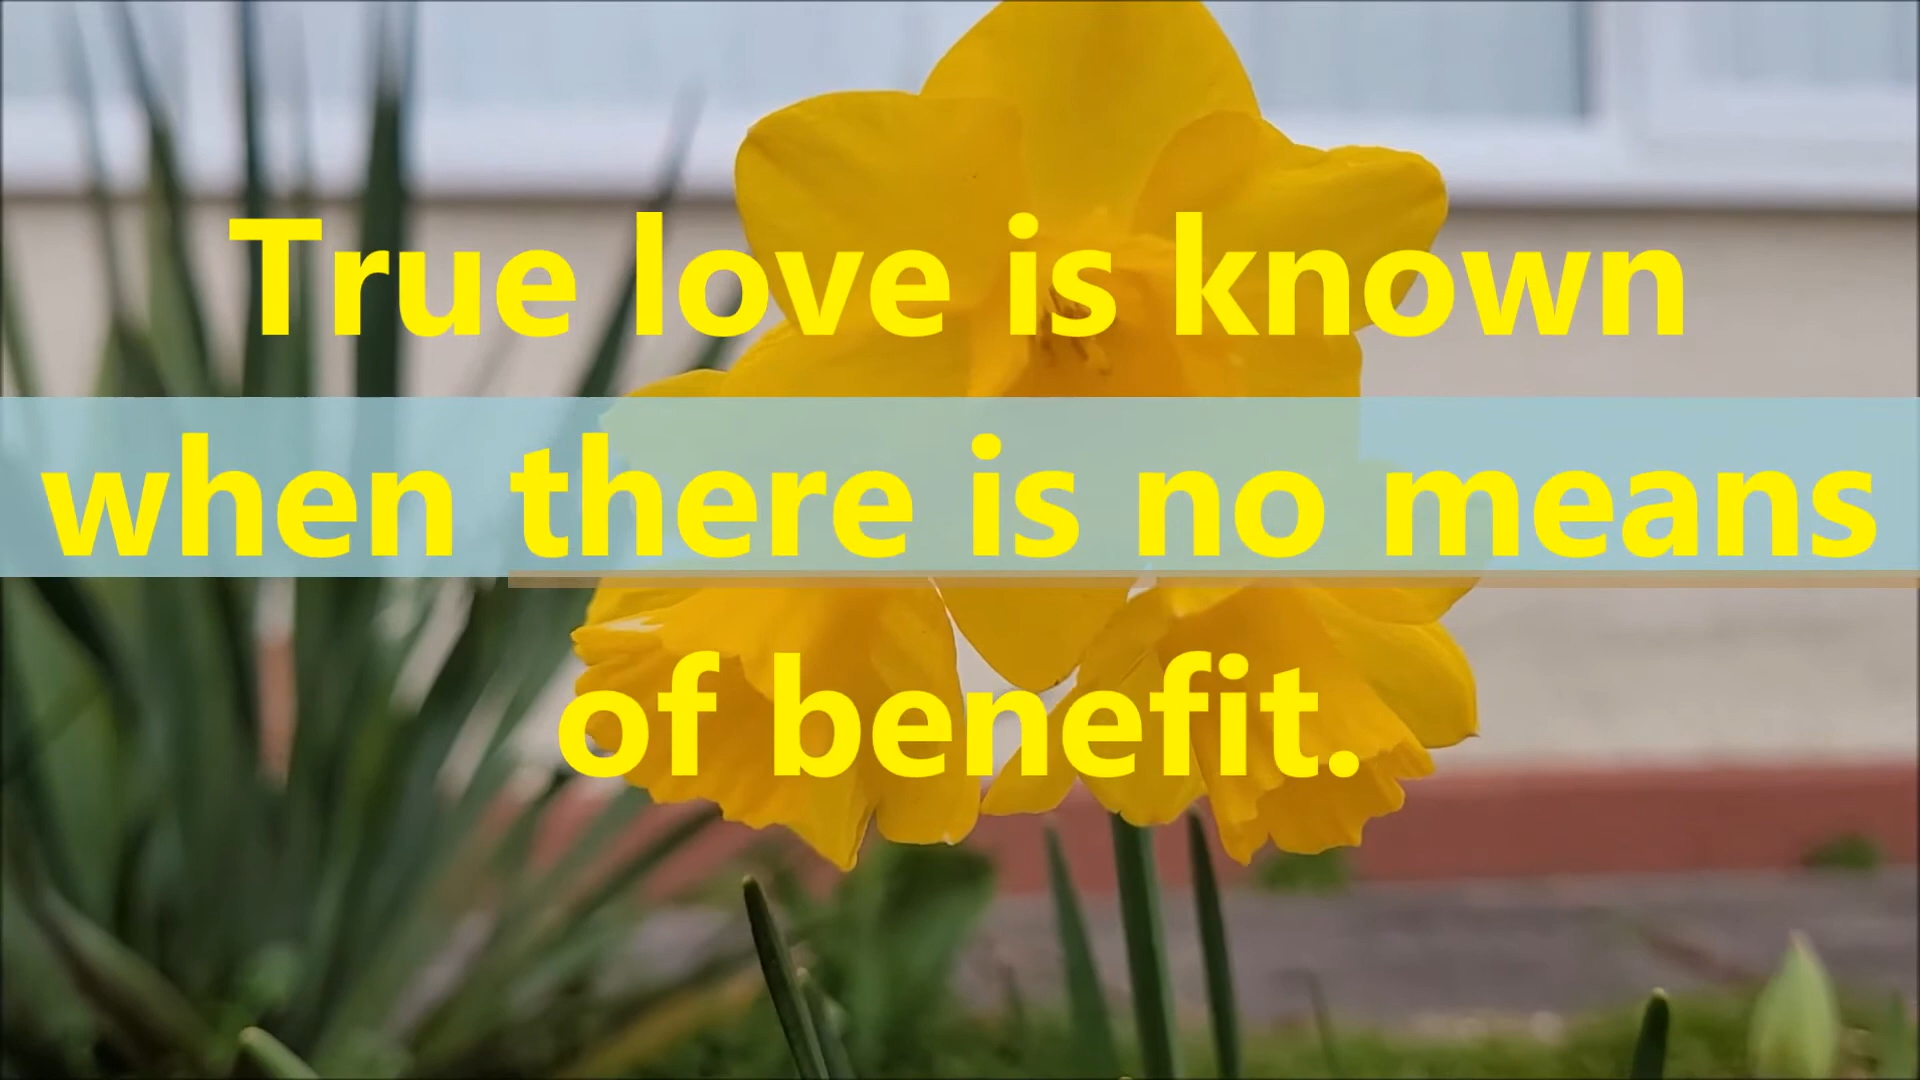 True love is known
when there is no means
of benefit.